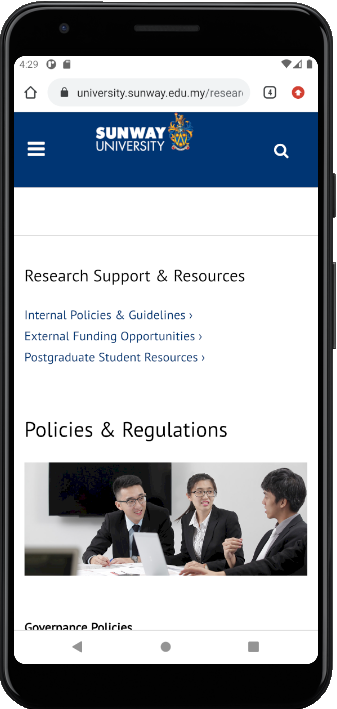 4:29
university.sunway.edu.my/resear
4
SUNWAY
UNIVERSITY
Research Support & Resources
Internal Policies & Guidelines ›
External Funding Opportunities ›
Postgraduate Student Resources ›
Policies & Regulations
Governance Policies